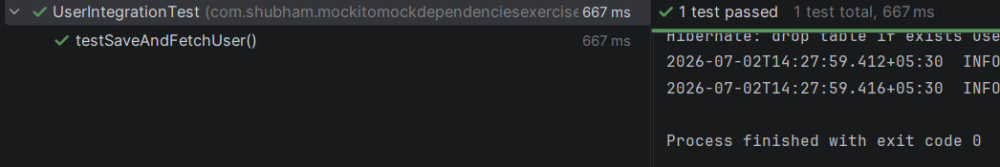 UserIntegrationTest (com.shubham.mockitomockdependenciesexercise 667 ms
testSaveAndFetchUser() 667 ms
1 test passed 1 test total, 667 ms
Hibernate: drop table if exists use
2026-07-02T14:27:59.412+05:30 INFO
2026-07-02T14:27:59.416+05:30 INFO
Process finished with exit code 0